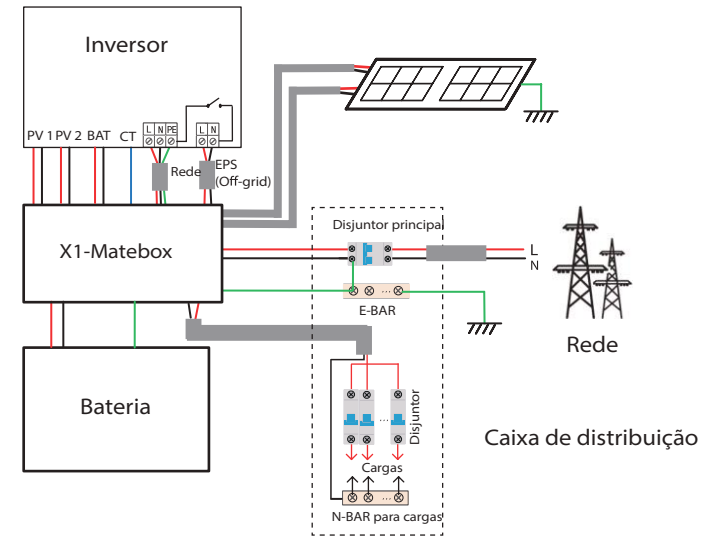 Inversor
PV 1 PV 2 BAT CT
L N PE
L N
Rede
EPS
(Off-grid)
X1-Matebox
Disjuntor principal
L
N
...
E-BAR
Rede
Bateria
Disjuntor
...
Caixa de distribuição
Cargas
...
N-BAR para cargas